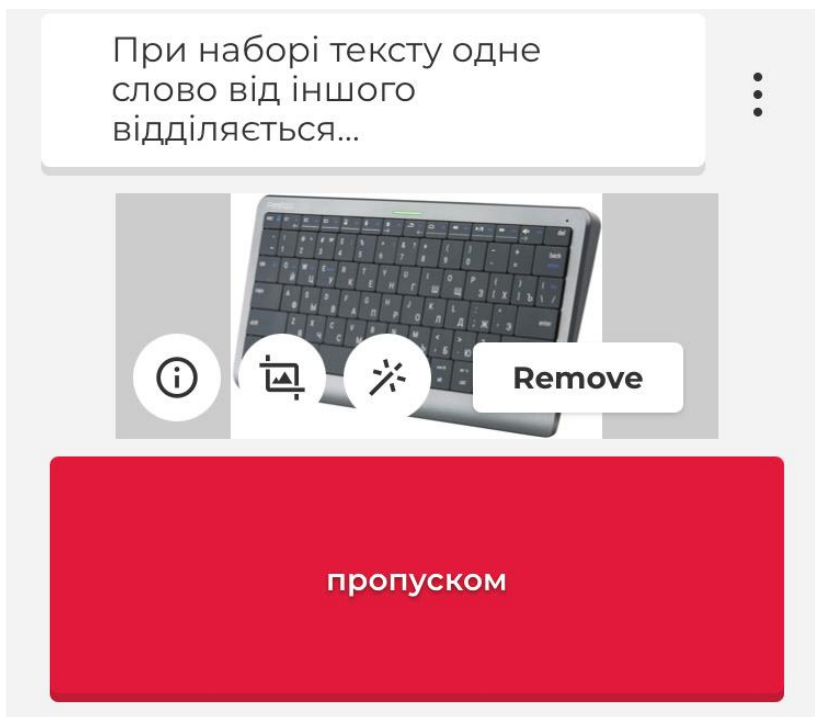 При наборі тексту одне
слово від іншого
відділяється...
Remove
пропуском